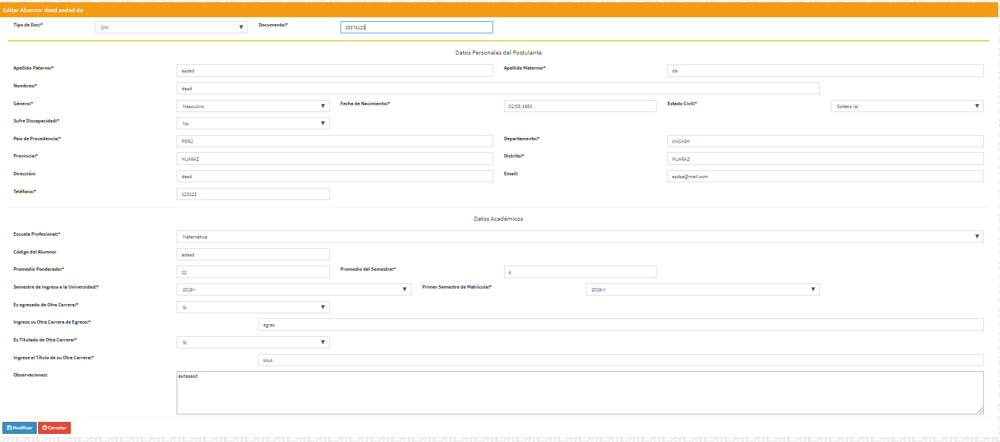 Editar Alumno: dasd asdad da
Tipo de Doc:* DNI Documento:* 25874123
Datos Personales del Postulante
Apellido Paterno:* asdad Apellido Materno:* da
Nombres:* dasd
Género:* Masculino Fecha de Nacimiento:* 02/05/1980 Estado Civil:* Soltero (a)
Sufre Discapacidad:* No
Pais de Procedencia:* PERÚ Departamento:* ANCASH
Provincia:* HUARAZ Distrito:* HUARAZ
Dirección: dasd Email: asdsa@mail.com
Teléfono:* 123123
Datos Académicos
Escuela Profesional:* Matemática
Código del Alumno: adasd
Promedio Ponderado:* 12 Promedio del Semestre:* 4
Semestre de Ingreso a la Universidad:* 2019-I Primer Semestre de Matrícula:* 2019-II
Es egresado de Otra Carrera:* Si
Ingrese su Otra Carrera de Egreso:* egres
Es Titulado de Otra Carrera:* Si
Ingrese el Título de su Otra Carrera:* titut
Observaciones: asdasasd
Modificar Cancelar